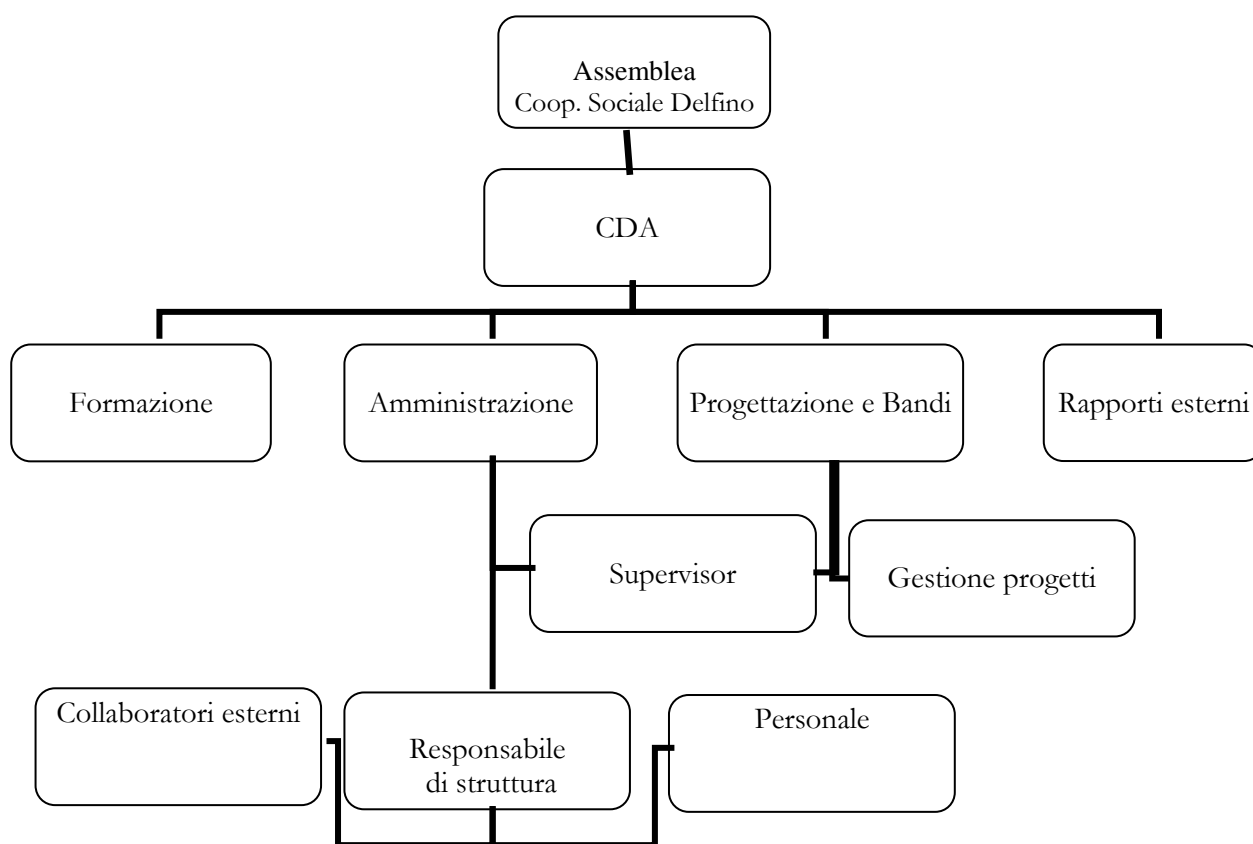 Assemblea
Coop. Sociale Delfino
CDA
Formazione
Amministrazione
Progettazione e Bandi
Rapporti esterni
Supervisor
Gestione progetti
Collaboratori esterni
Responsabile
di struttura
Personale